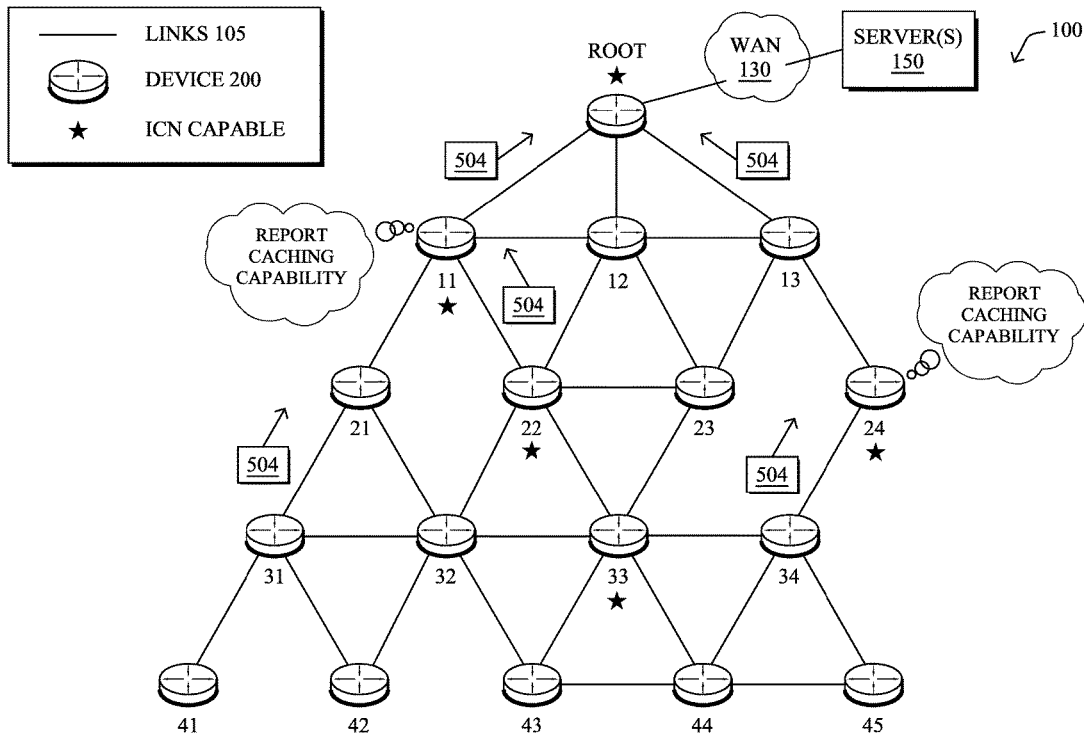 LINKS 105
DEVICE 200
ICN CAPABLE
ROOT
WAN
130
SERVER(S)
150
100
504
504
REPORT
CACHING
CAPABILITY
11
12
13
504
REPORT
CACHING
CAPABILITY
21
22
23
24
504
504
31
32
33
34
41
42
43
44
45